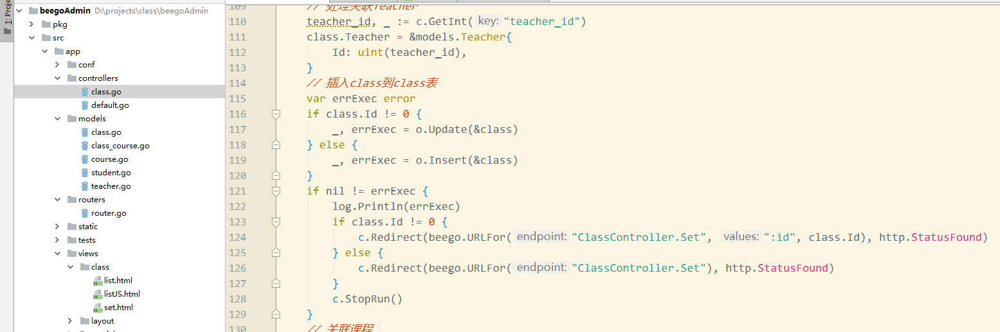 1: Proje
beegoAdmin D:\projects\class\beegoAdmin
pkg
src
app
conf
controllers
class.go
default.go
models
class.go
class_course.go
course.go
student.go
teacher.go
routers
router.go
static
tests
views
class
list.html
listJS.html
set.html
layout
109 // 处理关联Teacher
110 teacher_id, _ := c.GetInt( key: "teacher_id")
111 class.Teacher = &models.Teacher{
112 Id: uint(teacher_id),
113 }
114 // 插入class到class表
115 var errExec error
116 if class.Id != 0 {
117 _, errExec = o.Update(&class)
118 } else {
119 _, errExec = o.Insert(&class)
120 }
121 if nil != errExec {
122 log.Println(errExec)
123 if class.Id != 0 {
124 c.Redirect(beego.URLFor( endpoint: "ClassController.Set", values: ":id", class.Id), http.StatusFound)
125 } else {
126 c.Redirect(beego.URLFor( endpoint: "ClassController.Set"), http.StatusFound)
127 }
128 c.StopRun()
129 }
130 // 关联课程